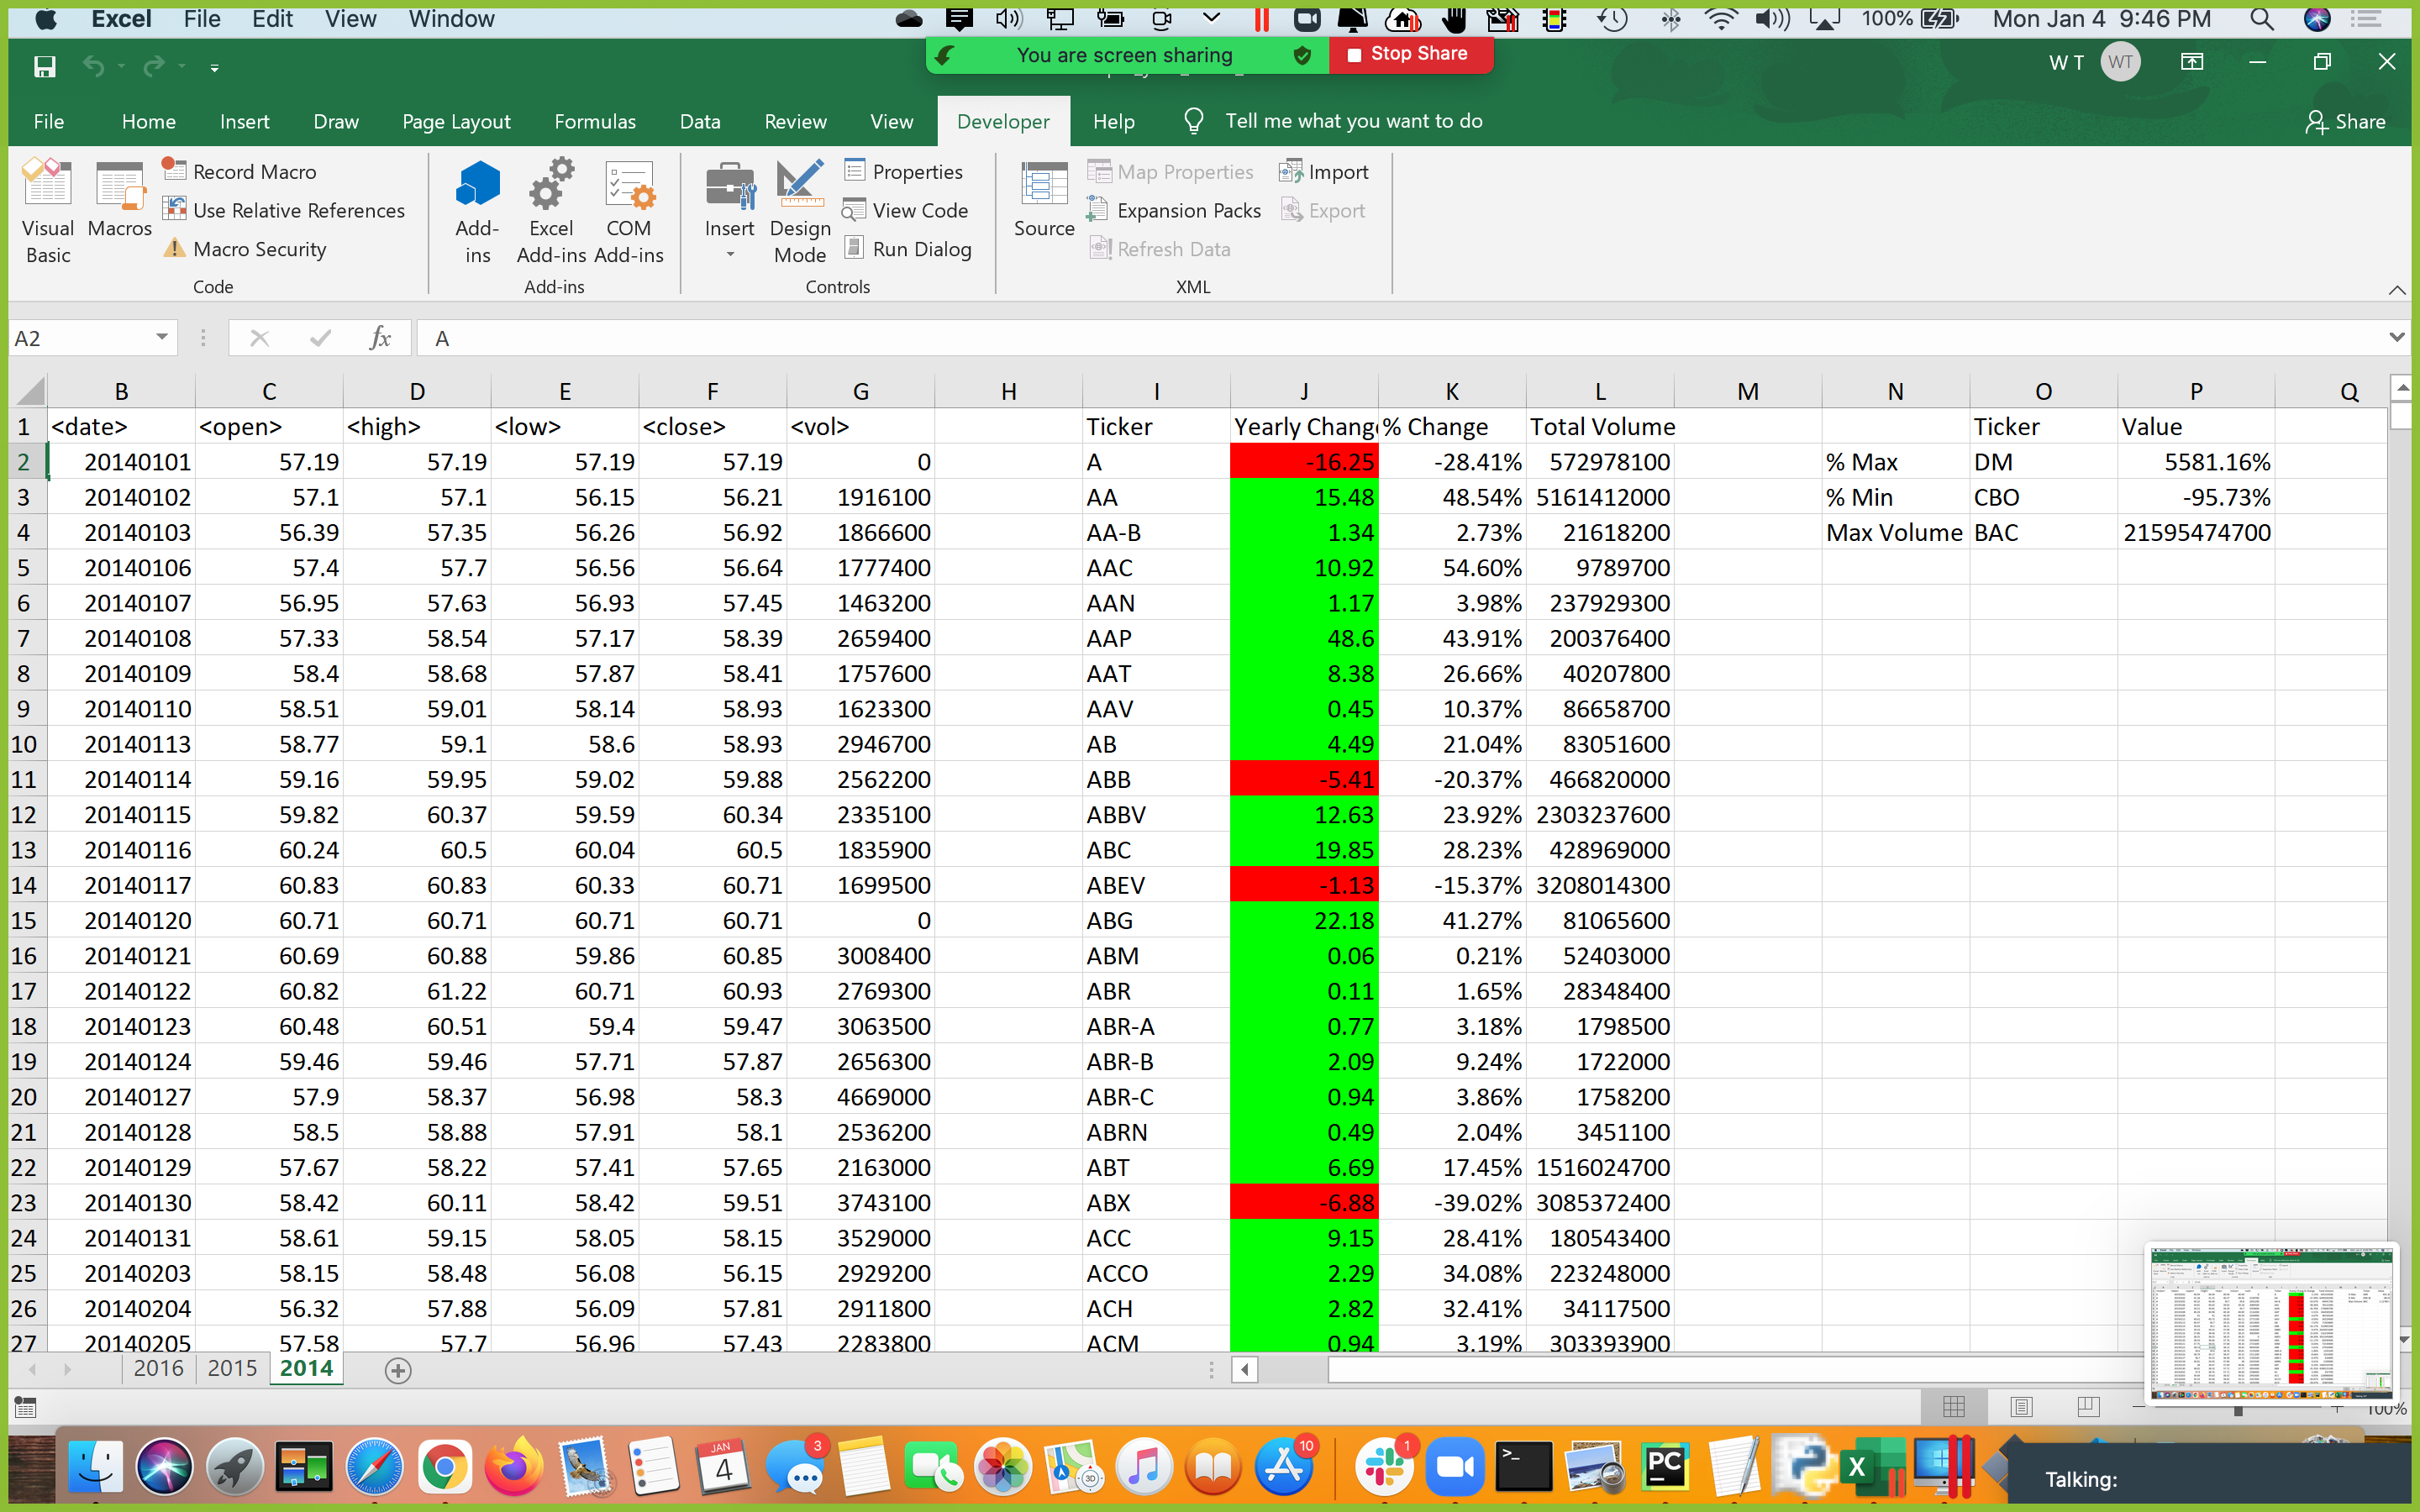 Excel File Edit View Window 100% Mon Jan 4 9:46 PM
You are screen sharing Stop Share
W T WT
File Home Insert Draw Page Layout Formulas Data Review View Developer Help Tell me what you want to do Share
Visual Basic Macros Record Macro Use Relative References Macro Security Code
Add-ins Excel Add-ins COM Add-ins Add-ins
Insert Design Mode Properties View Code Run Dialog Controls
Source Map Properties Expansion Packs Refresh Data Import Export XML
A2 fx A
B C D E F G H I J K L M N O P Q
1 <date> <open> <high> <low> <close> <vol> Ticker Yearly Chang % Change Total Volume Ticker Value
2 20140101 57.19 57.19 57.19 57.19 0 A -16.25 -28.41% 572978100 % Max DM 5581.16%
3 20140102 57.1 57.1 56.15 56.21 1916100 AA 15.48 48.54% 5161412000 % Min CBO -95.73%
4 20140103 56.39 57.35 56.26 56.92 1866600 AA-B 1.34 2.73% 21618200 Max Volume BAC 21595474700
5 20140106 57.4 57.7 56.56 56.64 1777400 AAC 10.92 54.60% 9789700
6 20140107 56.95 57.63 56.93 57.45 1463200 AAN 1.17 3.98% 237929300
7 20140108 57.33 58.54 57.17 58.39 2659400 AAP 48.6 43.91% 200376400
8 20140109 58.4 58.68 57.87 58.41 1757600 AAT 8.38 26.66% 40207800
9 20140110 58.51 59.01 58.14 58.93 1623300 AAV 0.45 10.37% 86658700
10 20140113 58.77 59.1 58.6 58.93 2946700 AB 4.49 21.04% 83051600
11 20140114 59.16 59.95 59.02 59.88 2562200 ABB -5.41 -20.37% 466820000
12 20140115 59.82 60.37 59.59 60.34 2335100 ABBV 12.63 23.92% 2303237600
13 20140116 60.24 60.5 60.04 60.5 1835900 ABC 19.85 28.23% 428969000
14 20140117 60.83 60.83 60.33 60.71 1699500 ABEV -1.13 -15.37% 3208014300
15 20140120 60.71 60.71 60.71 60.71 0 ABG 22.18 41.27% 81065600
16 20140121 60.69 60.88 59.86 60.85 3008400 ABM 0.06 0.21% 52403000
17 20140122 60.82 61.22 60.71 60.93 2769300 ABR 0.11 1.65% 28348400
18 20140123 60.48 60.51 59.4 59.47 3063500 ABR-A 0.77 3.18% 1798500
19 20140124 59.46 59.46 57.71 57.87 2656300 ABR-B 2.09 9.24% 1722000
20 20140127 57.9 58.37 56.98 58.3 4669000 ABR-C 0.94 3.86% 1758200
21 20140128 58.5 58.88 57.91 58.1 2536200 ABRN 0.49 2.04% 3451100
22 20140129 57.67 58.22 57.41 57.65 2163000 ABT 6.69 17.45% 1516024700
23 20140130 58.42 60.11 58.42 59.51 3743100 ABX -6.88 -39.02% 3085372400
24 20140131 58.61 59.15 58.05 58.15 3529000 ACC 9.15 28.41% 180543400
25 20140203 58.15 58.48 56.08 56.15 2929200 ACCO 2.29 34.08% 223248000
26 20140204 56.32 57.88 56.09 57.81 2911800 ACH 2.82 32.41% 34117500
27 20140205 57.58 57.7 56.96 57.43 2283800 ACM 0.94 3.19% 303393900
2016 2015 2014
100%
JAN 4 3 3D 10 1 >_ PC X
Talking: